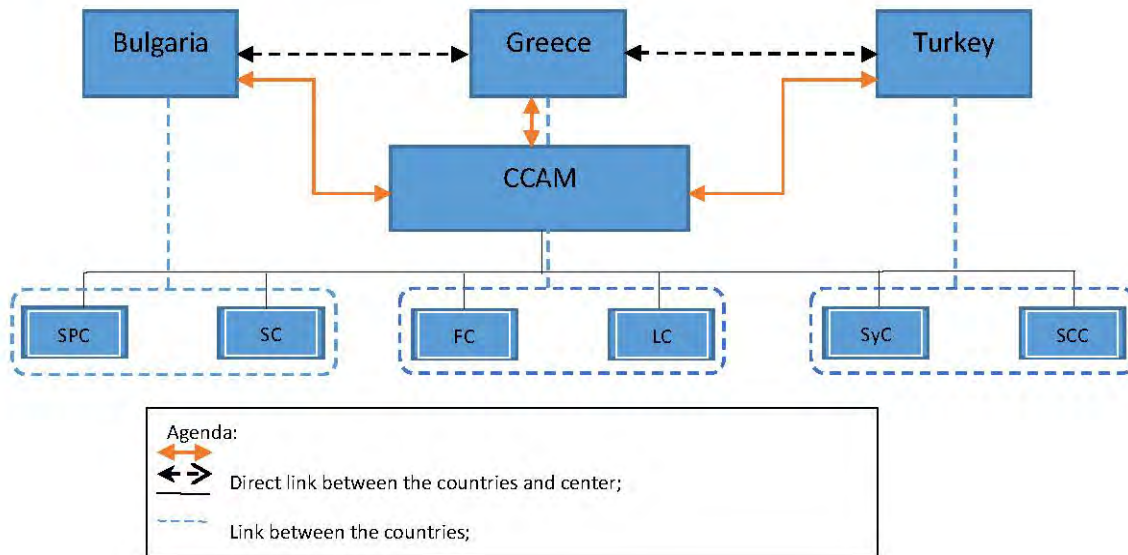 Bulgaria
Greece
Turkey
CCAM
SPC
SC
FC
LC
SyC
SCC
Agenda:
Direct link between the countries and center;
Link between the countries;